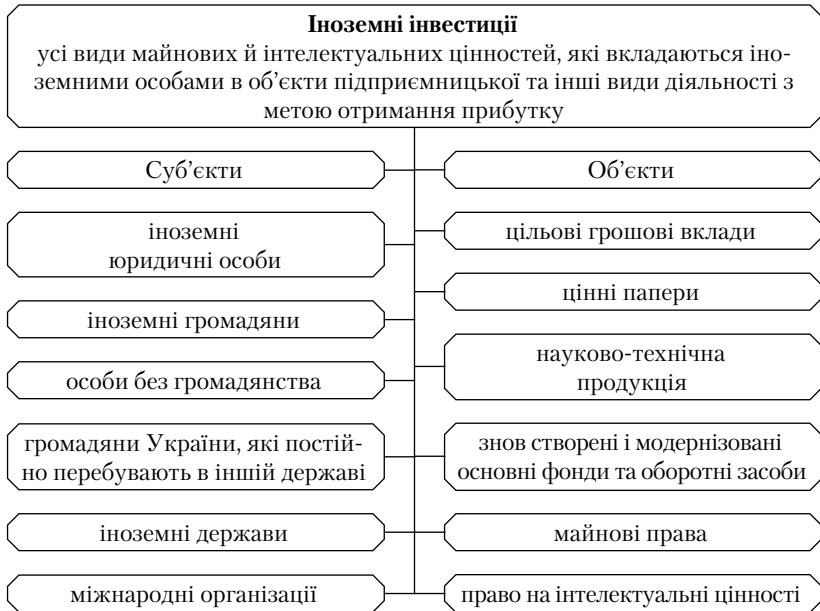 Іноземні інвестиції
усі види майнових й інтелектуальних цінностей, які вкладаються іно-
земними особами в об’єкти підприємницької та інші види діяльності з
метою отримання прибутку
Суб’єкти
іноземні
юридичні особи
іноземні громадяни
особи без громадянства
громадяни України, які постій-
но перебувають в іншій державі
іноземні держави
міжнародні організації
Об’єкти
цільові грошові вклади
цінні папери
науково-технічна
продукція
знов створені і модернізовані
основні фонди та оборотні засоби
майнові права
право на інтелектуальні цінності